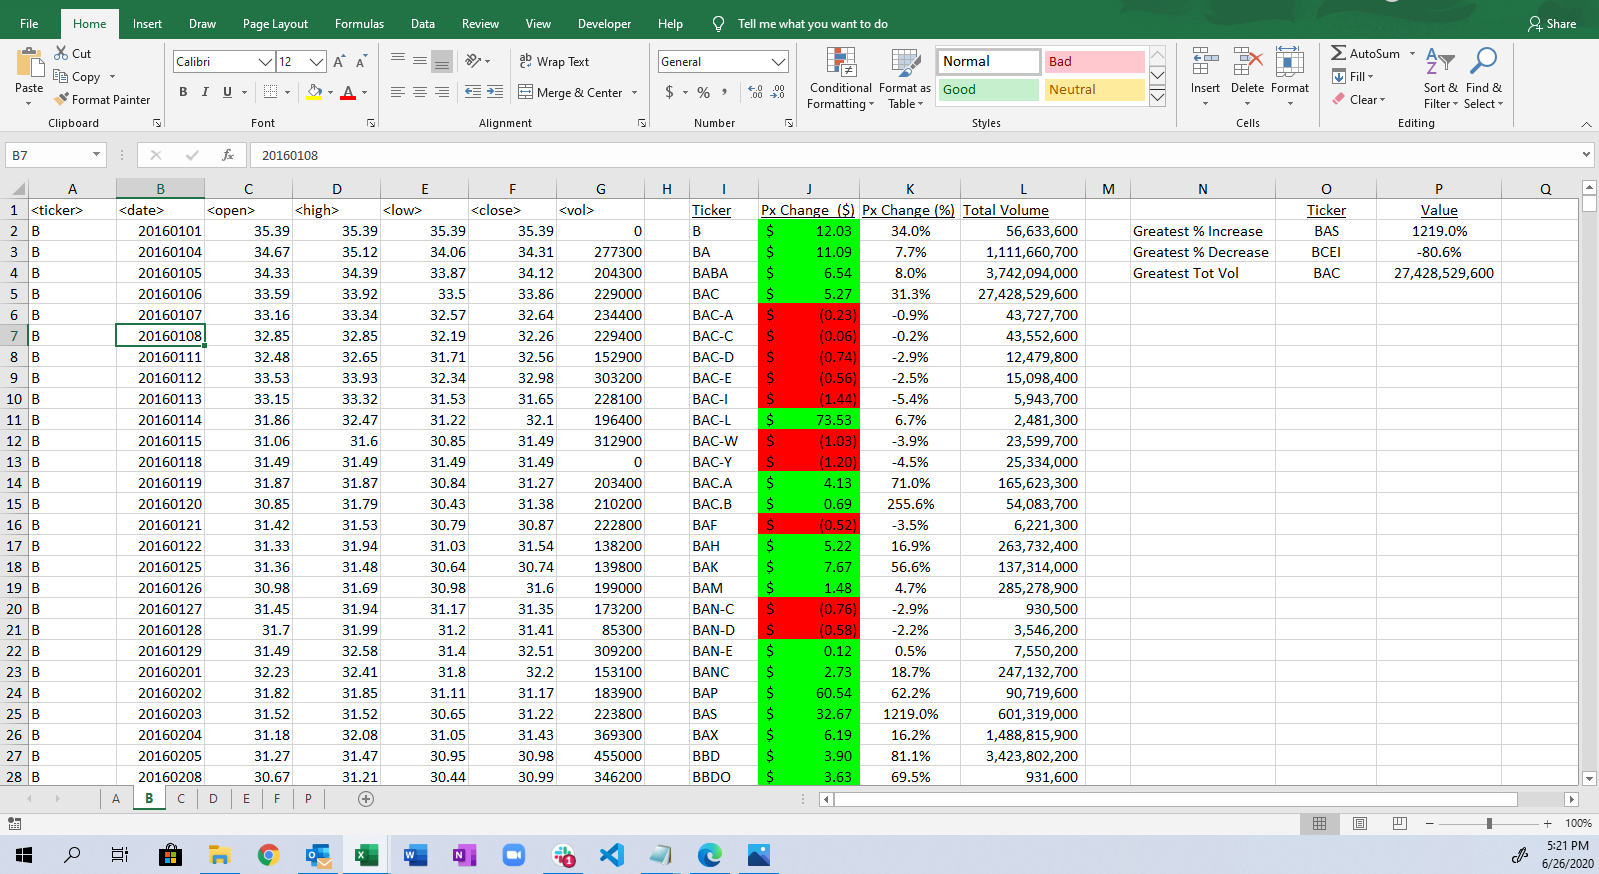 File Home Insert Draw Page Layout Formulas Data Review View Developer Help Tell me what you want to do Share
Paste Cut Copy Format Painter Clipboard
Calibri 12 B I U A Font
Wrap Text Merge & Center Alignment
General $ % , Number
Conditional Formatting Format as Table Normal Bad Good Neutral Styles
Insert Delete Format Cells
AutoSum Fill Clear Sort & Filter Find & Select Editing
B7 fx 20160108
A B C D E F G H I J K L M N O P Q
1 <ticker> <date> <open> <high> <low> <close> <vol> Ticker Px Change ($) Px Change (%) Total Volume Ticker Value
2 B 20160101 35.39 35.39 35.39 35.39 0 B $ 12.03 34.0% 56,633,600 Greatest % Increase BAS 1219.0%
3 B 20160104 34.67 35.12 34.06 34.31 277300 BA $ 11.09 7.7% 1,111,660,700 Greatest % Decrease BCEI -80.6%
4 B 20160105 34.33 34.39 33.87 34.12 204300 BABA $ 6.54 8.0% 3,742,094,000 Greatest Tot Vol BAC 27,428,529,600
5 B 20160106 33.59 33.92 33.5 33.86 229000 BAC $ 5.27 31.3% 27,428,529,600
6 B 20160107 33.16 33.34 32.57 32.64 234400 BAC-A $ (0.23) -0.9% 43,727,700
7 B 20160108 32.85 32.85 32.19 32.26 229400 BAC-C $ (0.06) -0.2% 43,552,600
8 B 20160111 32.48 32.65 31.71 32.56 152900 BAC-D $ (0.74) -2.9% 12,479,800
9 B 20160112 33.53 33.93 32.34 32.98 303200 BAC-E $ (0.56) -2.5% 15,098,400
10 B 20160113 33.15 33.32 31.53 31.65 228100 BAC-I $ (1.44) -5.4% 5,943,700
11 B 20160114 31.86 32.47 31.22 32.1 196400 BAC-L $ 73.53 6.7% 2,481,300
12 B 20160115 31.06 31.6 30.85 31.49 312900 BAC-W $ (1.03) -3.9% 23,599,700
13 B 20160118 31.49 31.49 31.49 31.49 0 BAC-Y $ (1.20) -4.5% 25,334,000
14 B 20160119 31.87 31.87 30.84 31.27 203400 BAC.A $ 4.13 71.0% 165,623,300
15 B 20160120 30.85 31.79 30.43 31.38 210200 BAC.B $ 0.69 255.6% 54,083,700
16 B 20160121 31.42 31.53 30.79 30.87 222800 BAF $ (0.52) -3.5% 6,221,300
17 B 20160122 31.33 31.94 31.03 31.54 138200 BAH $ 5.22 16.9% 263,732,400
18 B 20160125 31.36 31.48 30.64 30.74 139800 BAK $ 7.67 56.6% 137,314,000
19 B 20160126 30.98 31.69 30.98 31.6 199000 BAM $ 1.48 4.7% 285,278,900
20 B 20160127 31.45 31.94 31.17 31.35 173200 BAN-C $ (0.76) -2.9% 930,500
21 B 20160128 31.7 31.99 31.2 31.41 85300 BAN-D $ (0.58) -2.2% 3,546,200
22 B 20160129 31.49 32.58 31.4 32.51 309200 BAN-E $ 0.12 0.5% 7,550,200
23 B 20160201 32.23 32.41 31.8 32.2 153100 BANC $ 2.73 18.7% 247,132,700
24 B 20160202 31.82 31.85 31.11 31.17 183900 BAP $ 60.54 62.2% 90,719,600
25 B 20160203 31.52 31.52 30.65 31.22 223800 BAS $ 32.67 1219.0% 601,319,000
26 B 20160204 31.18 32.08 31.05 31.43 369300 BAX $ 6.19 16.2% 1,488,815,900
27 B 20160205 31.27 31.47 30.95 30.98 455000 BBD $ 3.90 81.1% 3,423,802,200
28 B 20160208 30.67 31.21 30.44 30.99 346200 BBDO $ 3.63 69.5% 931,600
A B C D E F P
100%
5:21 PM
6/26/2020